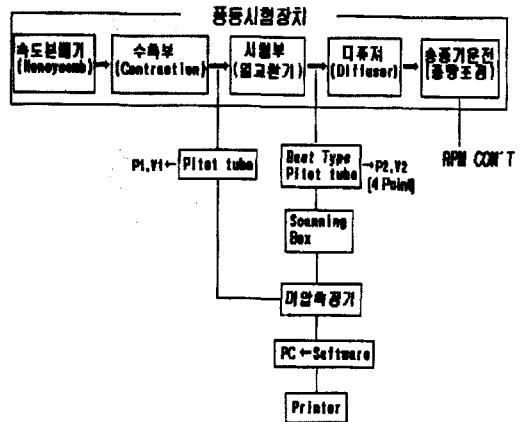 풍동시험장치
속도분배기 수축부 시험부 디퓨저 송풍기운전
(Honeycomb) (Contraction) (열교환기) (Diffuser) (풍량조절)
P1,V1← Pitot tube
Beat Type →P2,V2
Pitot tube (4 Point)
RPM CON'T
Scanning
Box
미압측정기
PC ←Software
Printer